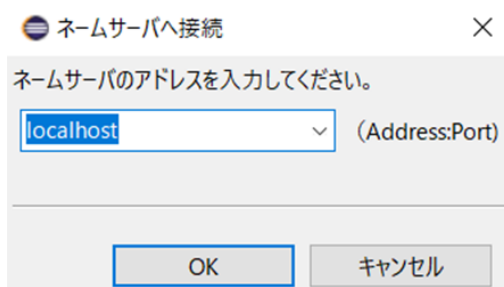 ネームサーバへ接続
ネームサーバのアドレスを入力してください。
localhost (Address:Port)
OK キャンセル